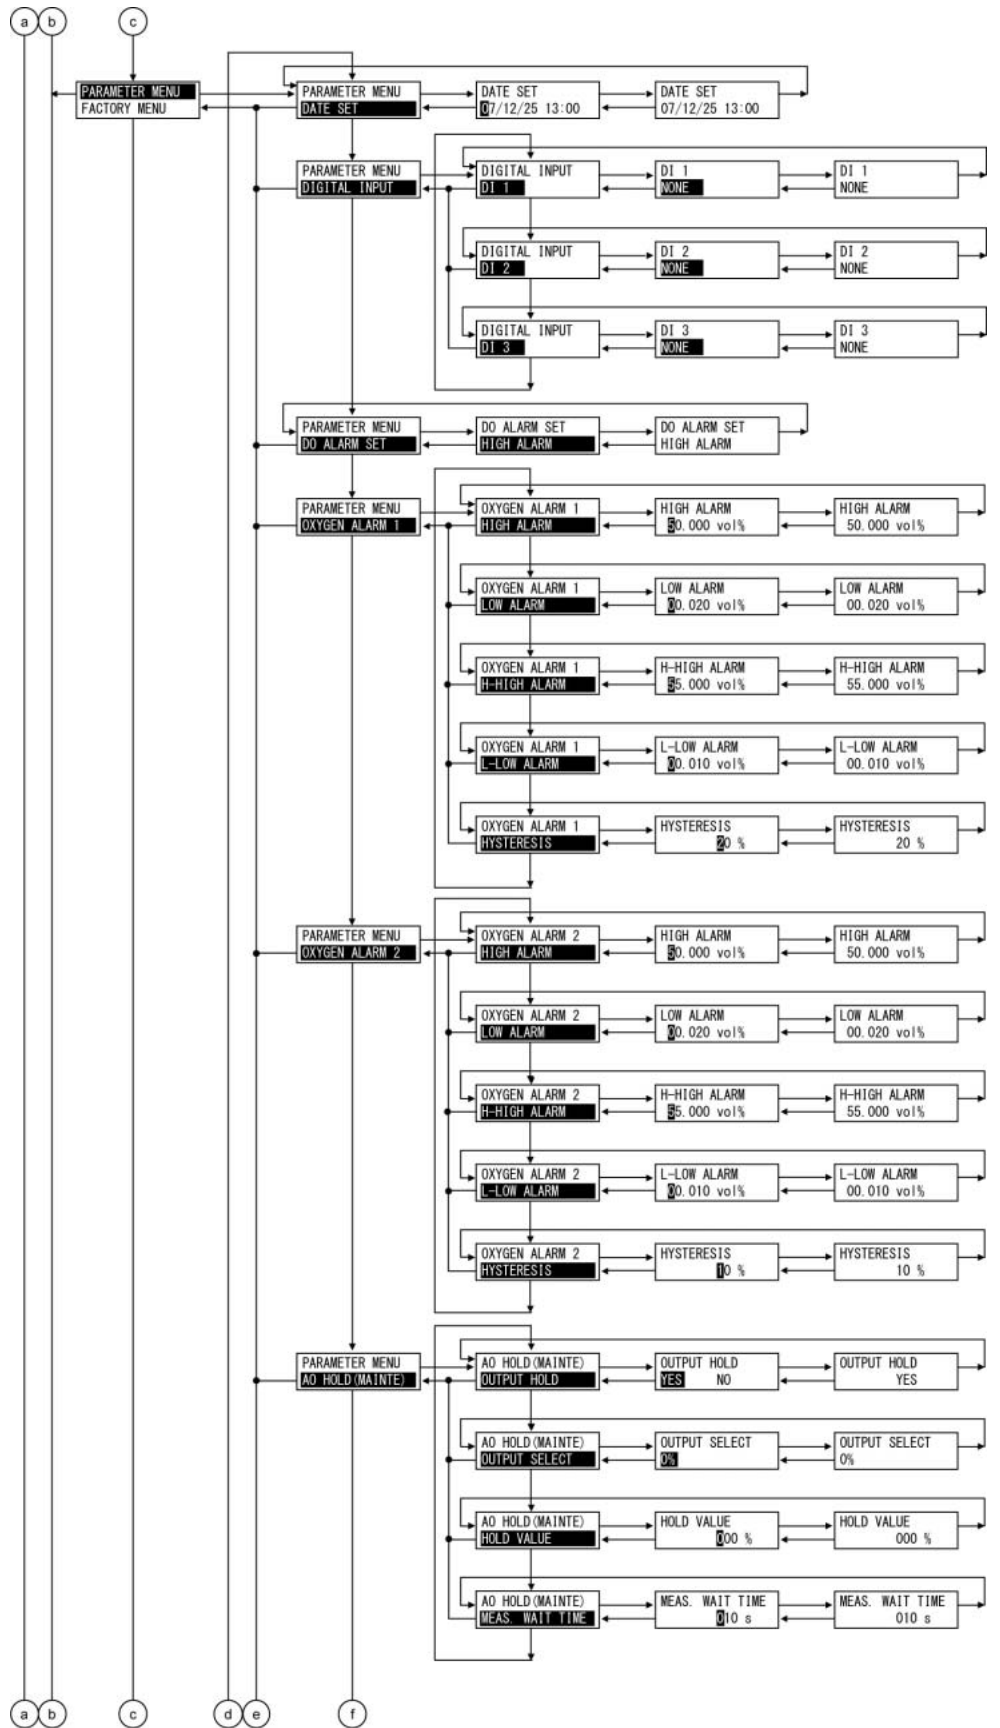 a b c
PARAMETER MENU
FACTORY MENU
PARAMETER MENU
DATE SET
DATE SET
07/12/25 13:00
DATE SET
07/12/25 13:00
PARAMETER MENU
DIGITAL INPUT
DIGITAL INPUT
DI 1
DI 1
NONE
DI 1
NONE
DIGITAL INPUT
DI 2
DI 2
NONE
DI 2
NONE
DIGITAL INPUT
DI 3
DI 3
NONE
DI 3
NONE
PARAMETER MENU
DO ALARM SET
DO ALARM SET
HIGH ALARM
DO ALARM SET
HIGH ALARM
PARAMETER MENU
OXYGEN ALARM 1
OXYGEN ALARM 1
HIGH ALARM
HIGH ALARM
50.000 vol%
HIGH ALARM
50.000 vol%
OXYGEN ALARM 1
LOW ALARM
LOW ALARM
00.020 vol%
LOW ALARM
00.020 vol%
OXYGEN ALARM 1
H-HIGH ALARM
H-HIGH ALARM
55.000 vol%
H-HIGH ALARM
55.000 vol%
OXYGEN ALARM 1
L-LOW ALARM
L-LOW ALARM
00.010 vol%
L-LOW ALARM
00.010 vol%
OXYGEN ALARM 1
HYSTERESIS
HYSTERESIS
20 %
HYSTERESIS
20 %
PARAMETER MENU
OXYGEN ALARM 2
OXYGEN ALARM 2
HIGH ALARM
HIGH ALARM
50.000 vol%
HIGH ALARM
50.000 vol%
OXYGEN ALARM 2
LOW ALARM
LOW ALARM
00.020 vol%
LOW ALARM
00.020 vol%
OXYGEN ALARM 2
H-HIGH ALARM
H-HIGH ALARM
55.000 vol%
H-HIGH ALARM
55.000 vol%
OXYGEN ALARM 2
L-LOW ALARM
L-LOW ALARM
00.010 vol%
L-LOW ALARM
00.010 vol%
OXYGEN ALARM 2
HYSTERESIS
HYSTERESIS
10 %
HYSTERESIS
10 %
PARAMETER MENU
AO HOLD(MAINTE)
AO HOLD(MAINTE)
OUTPUT HOLD
OUTPUT HOLD
YES NO
OUTPUT HOLD
YES
AO HOLD(MAINTE)
OUTPUT SELECT
OUTPUT SELECT
0%
OUTPUT SELECT
0%
AO HOLD(MAINTE)
HOLD VALUE
HOLD VALUE
000 %
HOLD VALUE
000 %
AO HOLD(MAINTE)
MEAS. WAIT TIME
MEAS. WAIT TIME
010 s
MEAS. WAIT TIME
010 s
a b c d e f